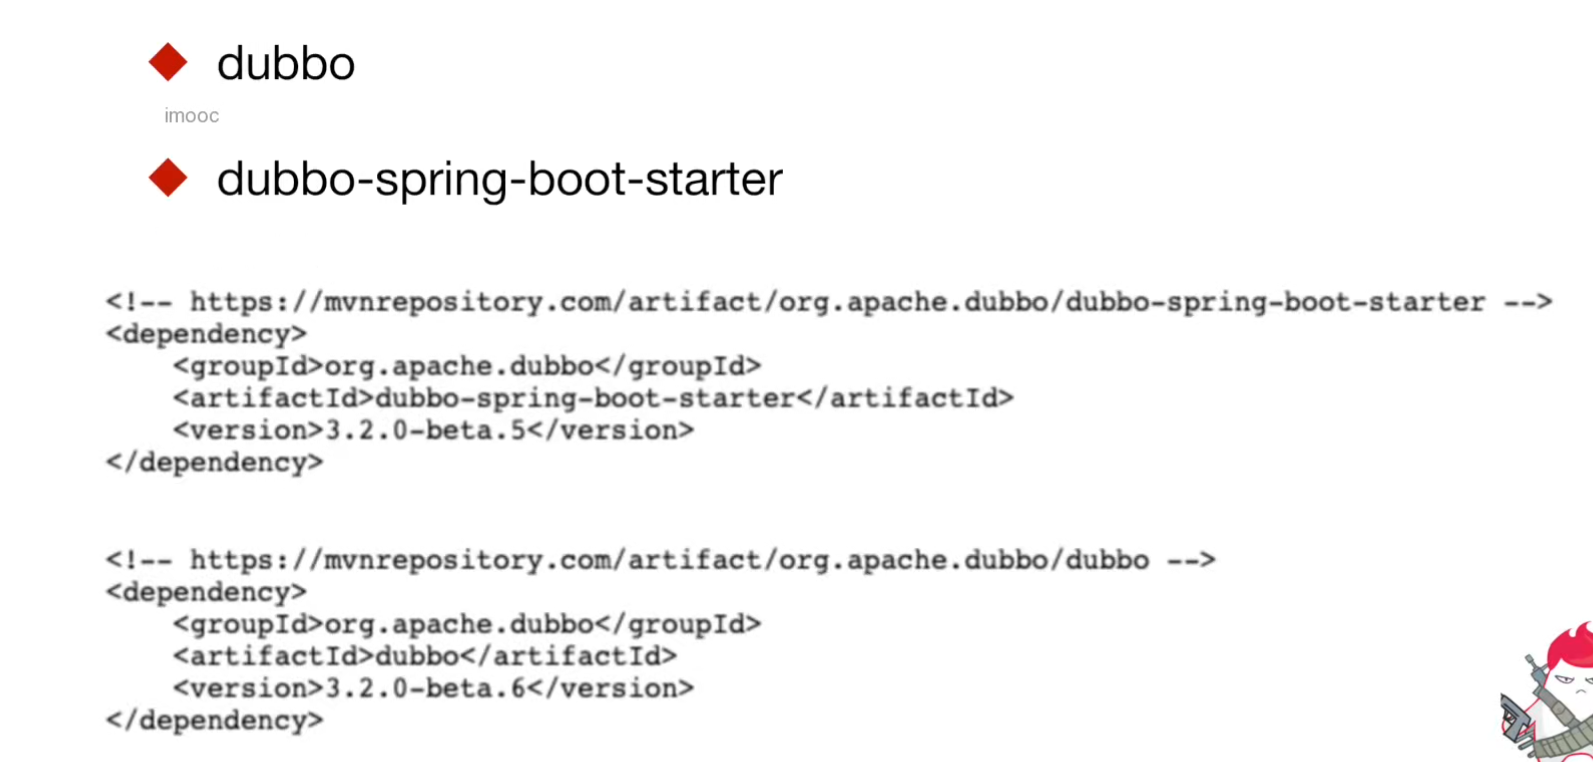 dubbo
imooc
dubbo-spring-boot-starter
<!-- https://mvnrepository.com/artifact/org.apache.dubbo/dubbo-spring-boot-starter -->
<dependency>
    <groupId>org.apache.dubbo</groupId>
    <artifactId>dubbo-spring-boot-starter</artifactId>
    <version>3.2.0-beta.5</version>
</dependency>
<!-- https://mvnrepository.com/artifact/org.apache.dubbo/dubbo -->
<dependency>
    <groupId>org.apache.dubbo</groupId>
    <artifactId>dubbo</artifactId>
    <version>3.2.0-beta.6</version>
</dependency>